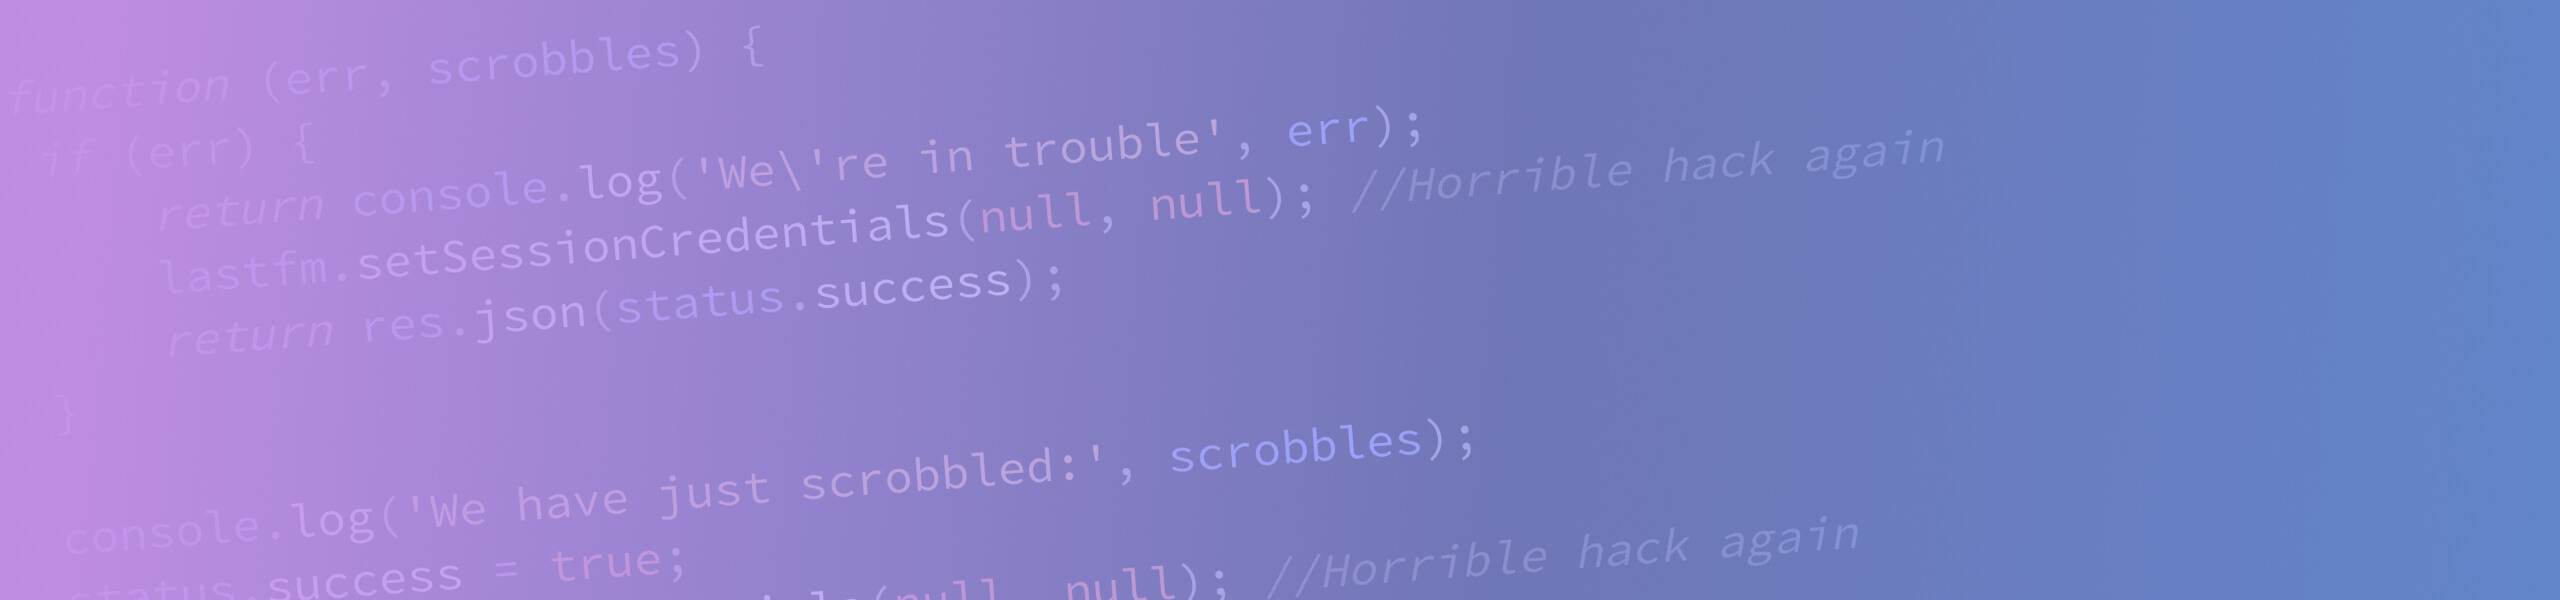 function (err, scrobbles) {
if (err) {
return console.log('We\'re in trouble', err);
lastfm.setSessionCredentials(null, null); //Horrible hack again
return res.json(status.success);
}
console.log('We have just scrobbled:', scrobbles);
status.success = true;
(null, null); //Horrible hack again